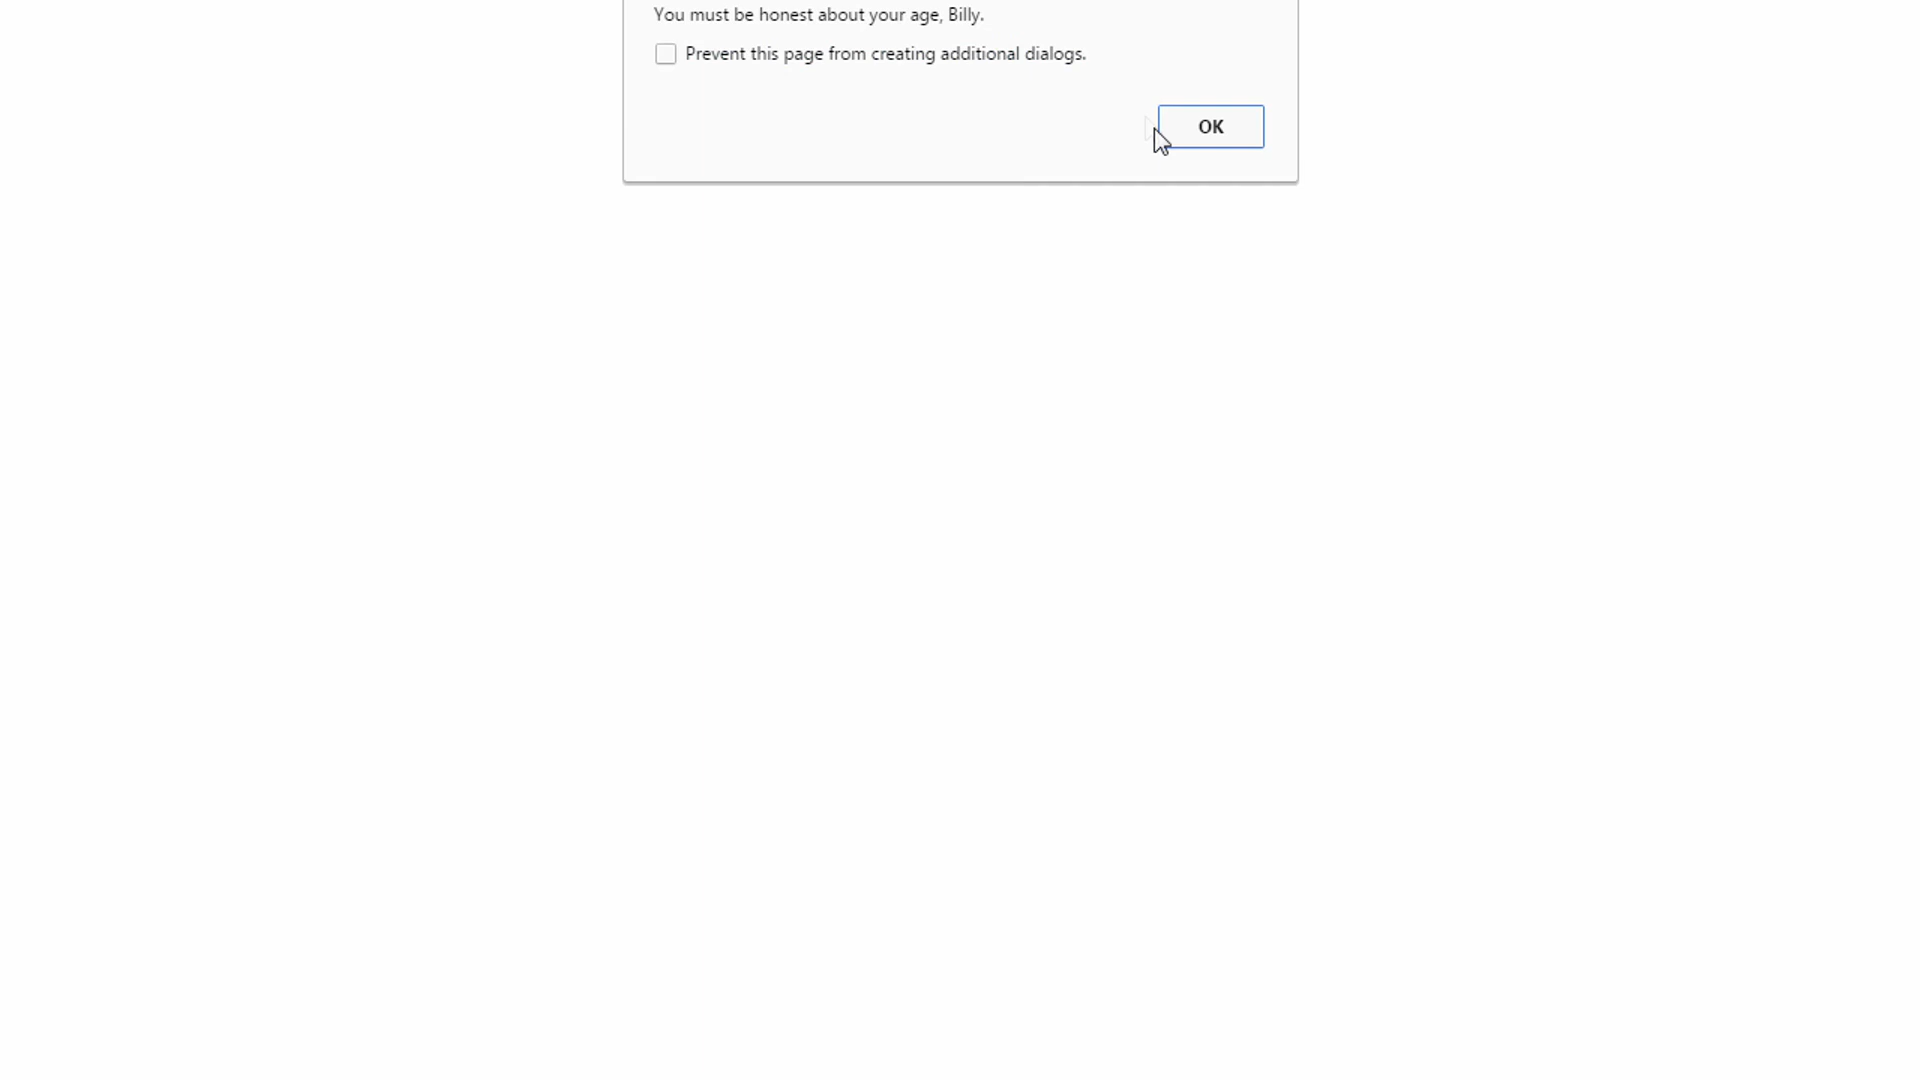 You must be honest about your age, Billy.
Prevent this page from creating additional dialogs.
OK